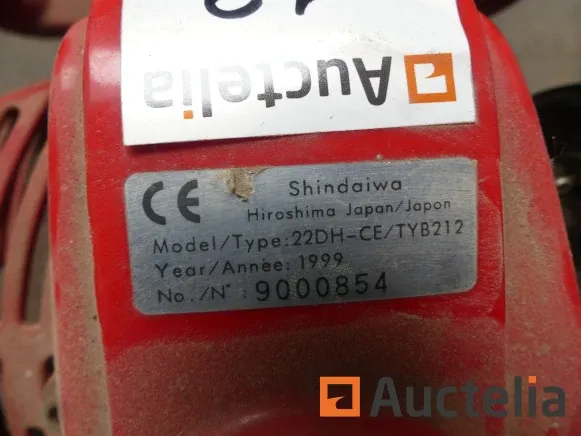 Auctelia
CE
Shindaiwa
Hiroshima Japan/Japon
Model/Type:22DH-CE/TYB212
Year/Année:1999
No./N°:9000854
Auctelia